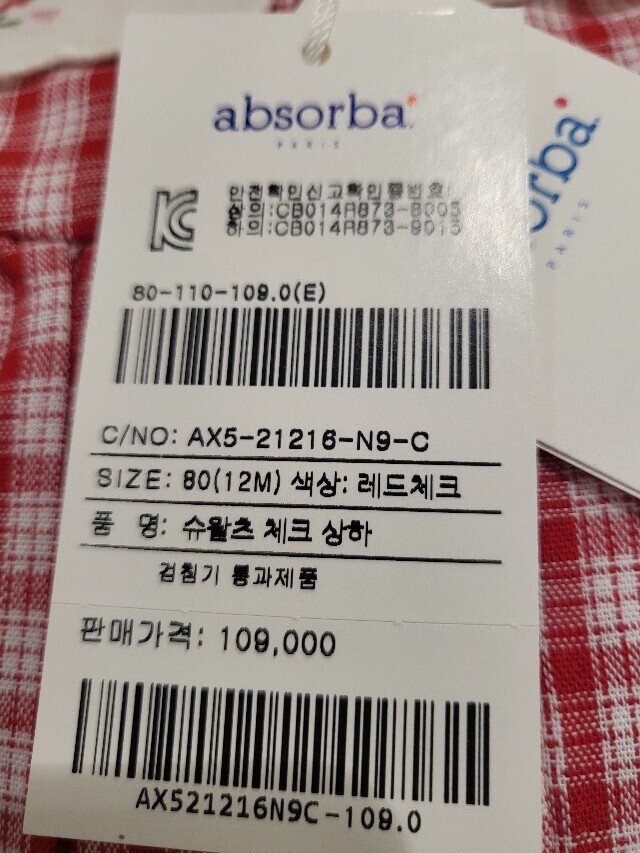 absorba
PARIS
안전확인신고확인증번호:
상의:CB014R873-8005
하의:CB014R873-9015
80-110-109.0(E)
C/NO: AX5-21216-N9-C
SIZE: 80(12M) 색상: 레드체크
품 명: 슈왈츠 체크 상하
검침기 통과제품
판매가격: 109,000
AX521216N9C-109.0
orba
PARIS